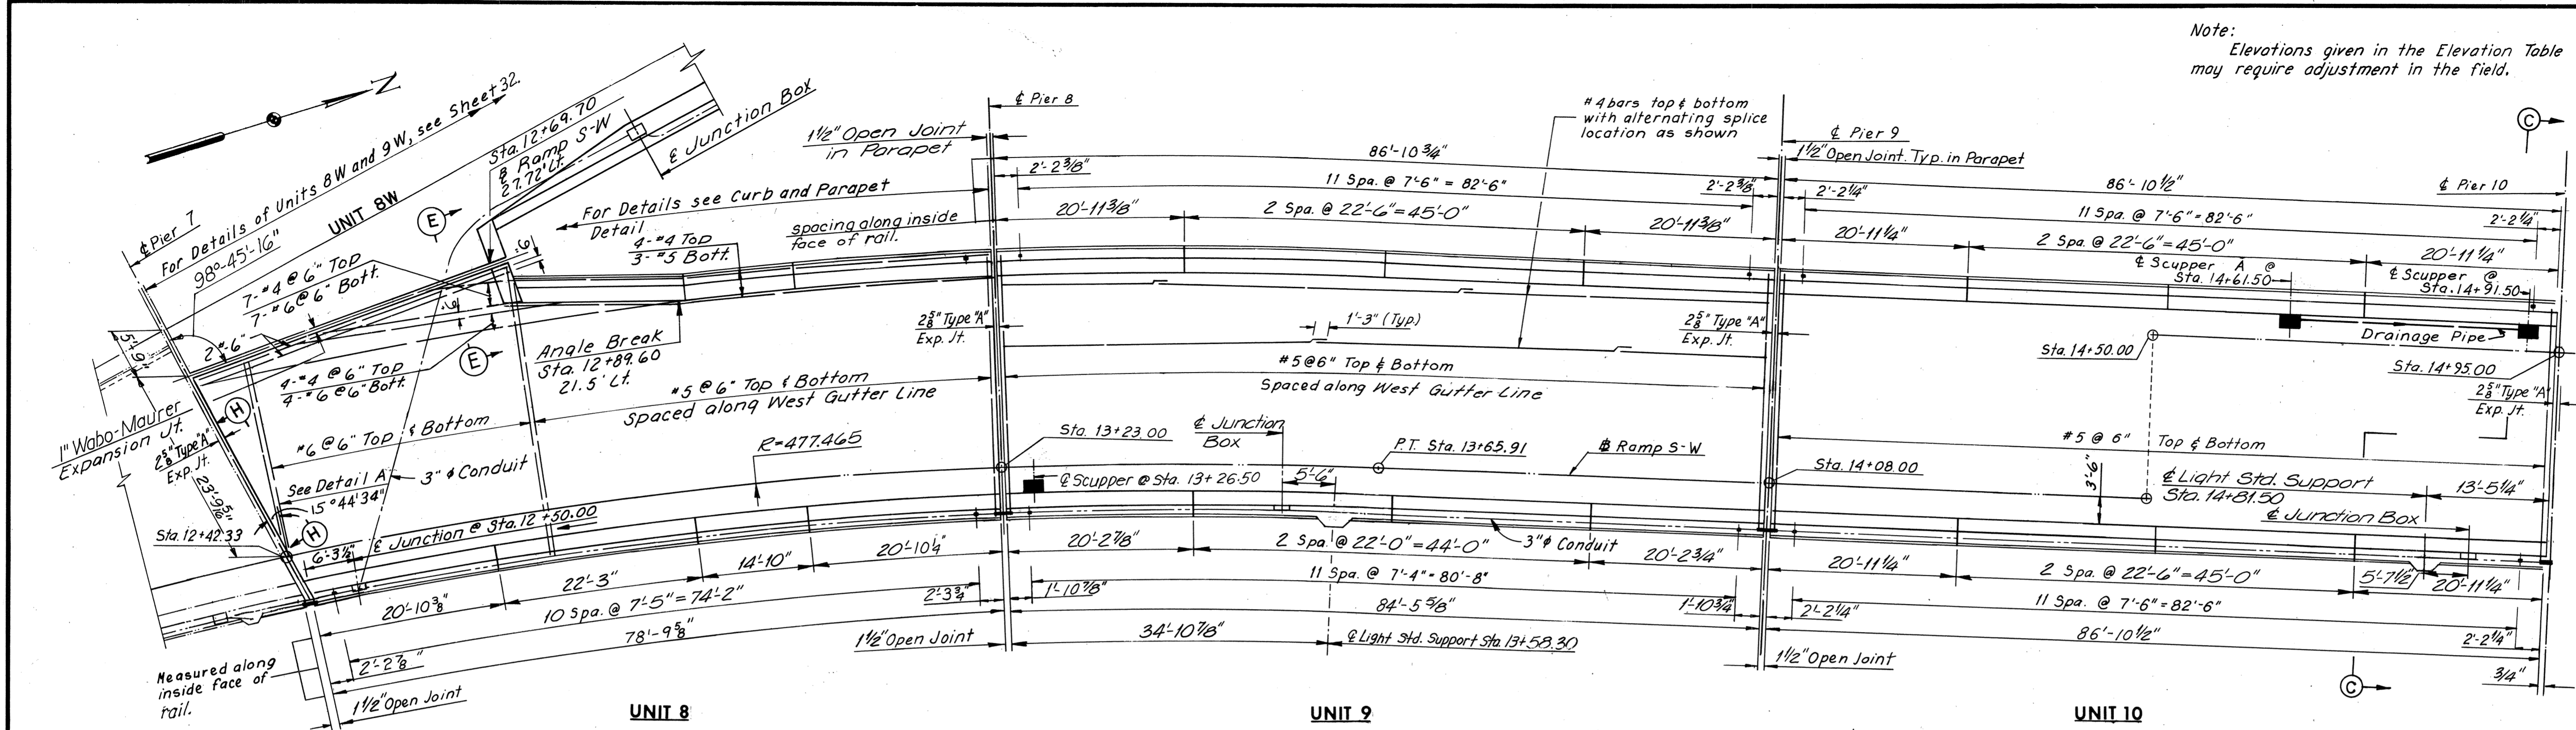 Note:
Elevations given in the Elevation Table
may require adjustment in the field.
N
℄ Pier 7
For Details of Units 8W and 9W, see Sheet 32.
98°-45'-16"
UNIT 8W
Sta. 12+69.70
Ramp S-W
27.72' Lt.
℄ Junction Box
E
7-#4 @ 6" Top
7-#6 @ 6" Bott.
For Details see Curb and Parapet
Detail
4-#4 Top
3-#5 Bott.
spacing along inside
face of rail.
1½" Open Joint
in Parapet
℄ Pier 8
2'-2⅜"
86'-10¾"
11 Spa. @ 7'-6" = 82'-6"
2'-2⅜"
20'-11⅜"
2 Spa. @ 22'-6" = 45'-0"
20'-11⅜"
#4 bars top & bottom
with alternating splice
location as shown
℄ Pier 9
1½" Open Joint. Typ. in Parapet
2'-2¼"
86'-10½"
℄ Pier 10
11 Spa. @ 7'-6" = 82'-6"
2'-2¼"
20'-11¼"
2 Spa. @ 22'-6" = 45'-0"
20'-11¼"
℄ Scupper A @
Sta. 14+61.50
℄ Scupper @
Sta. 14+91.50
C
5'-9"
2'-6"
4-#4 @ 6" Top
4-#6 @ 6" Bott.
E
Angle Break
Sta. 12+89.60
21.5' Lt.
2⅝" Type "A"
Exp. Jt.
1'-3" (Typ)
2⅝" Type "A"
Exp. Jt.
Sta. 14+50.00
Drainage Pipe
Sta. 14+95.00
2⅝" Type "A"
Exp. Jt.
1" Wabo-Maurer
Expansion Jt.
H
2⅝" Type "A"
Exp. Jt.
23'-9 5/16"
#6 @ 6" Top & Bottom
#5 @ 6" Top & Bottom
Spaced along West Gutter Line
#5 @ 6" Top & Bottom
Spaced along West Gutter Line
#5 @ 6" Top & Bottom
See Detail A
3" ϕ Conduit
15°44'34"
R=477.465
Sta. 13+23.00
℄ Junction
Box
P.T. Sta. 13+65.91
Ramp S-W
Sta. 14+08.00
3'-6"
℄ Light Std. Support
Sta. 14+81.50
13'-5¼"
Sta. 12+42.33
H
6'-3½"
℄ Junction @ Sta. 12+50.00
℄ Scupper @ Sta. 13+26.50
5'-6"
℄ Junction Box
20'-10⅜"
22'-3"
14'-10"
20'-10¼"
20'-2⅞"
2 Spa. @ 22'-0" = 44'-0"
3" ϕ Conduit
20'-2¾"
20'-11¼"
2 Spa. @ 22'-6" = 45'-0"
5'-7½"
20'-11¼"
10 Spa. @ 7'-5" = 74'-2"
2'-3¾"
1'-10⅞"
11 Spa. @ 7'-4" = 80'-8"
1'-10¾"
2'-2¼"
11 Spa. @ 7'-6" = 82'-6"
2'-2¼"
78'-9⅝"
84'-5⅝"
86'-10½"
2'-2⅞"
1½" Open Joint
34'-10⅞"
℄ Light Std. Support Sta. 13+58.30
1½" Open Joint
¾"
Measured along
inside face of
rail.
1½" Open Joint
C
UNIT 8
UNIT 9
UNIT 10